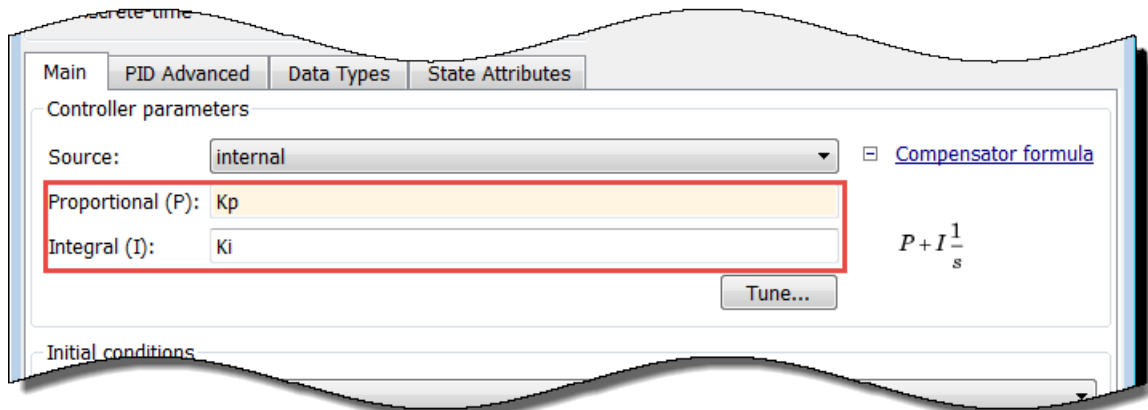 Main PID Advanced Data Types State Attributes
Controller parameters
Source: internal Compensator formula
Proportional (P): Kp
Integral (I): Ki
P + I 1/s
Tune...
Initial conditions